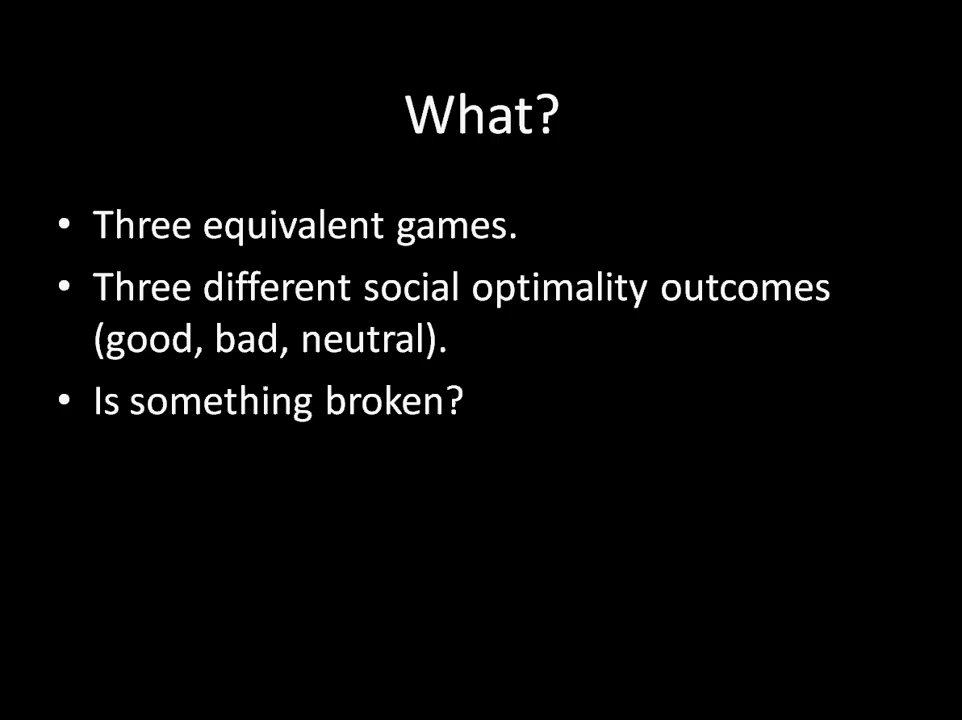 What?
• Three equivalent games.
• Three different social optimality outcomes
(good, bad, neutral).
• Is something broken?